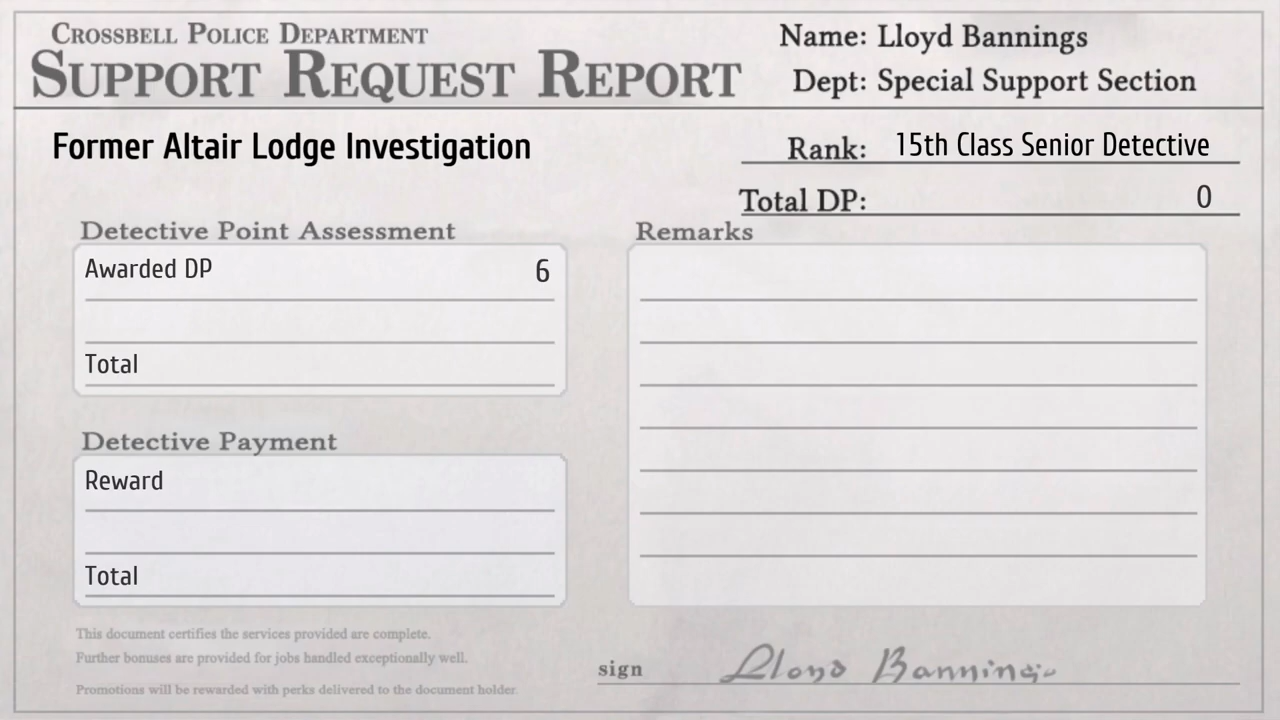 CROSSBELL POLICE DEPARTMENT
SUPPORT REQUEST REPORT
Name: Lloyd Bannings
Dept: Special Support Section
Former Altair Lodge Investigation
Rank: 15th Class Senior Detective
Total DP: 0
Detective Point Assessment
Awarded DP 6
Total
Detective Payment
Reward
Total
Remarks
This document certifies the services provided are complete.
Further bonuses are provided for jobs handled exceptionally well.
Promotions will be rewarded with perks delivered to the document holder.
sign Lloyd Bannings